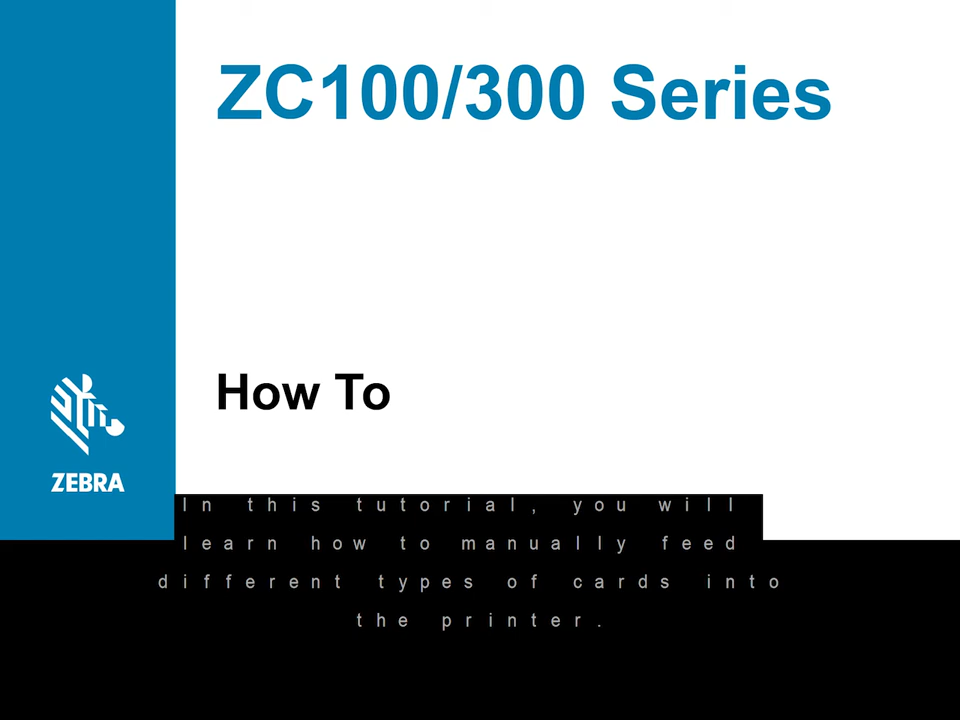 ZC100/300 Series
How To
ZEBRA
In this tutorial, you will
learn how to manually feed
different types of cards into
the printer.